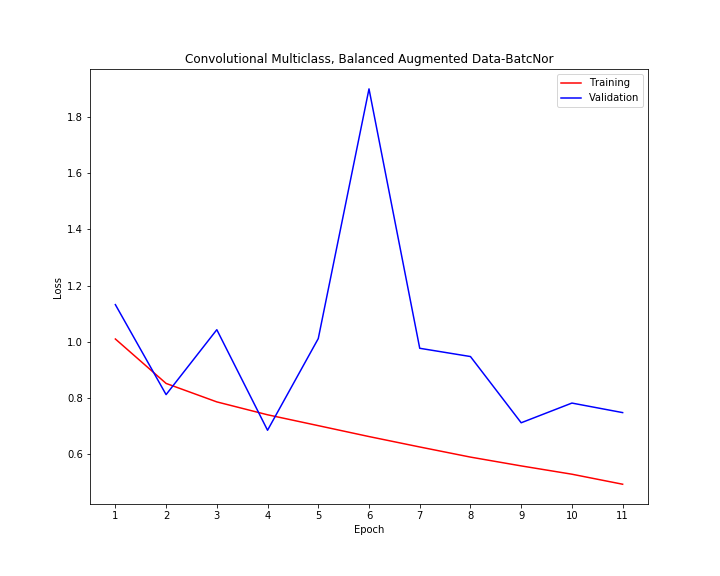 Convolutional Multiclass, Balanced Augmented Data-BatcNor
Training
Validation
1.8
1.6
1.4
1.2
1.0
0.8
0.6
Loss
1 2 3 4 5 6 7 8 9 10 11
Epoch